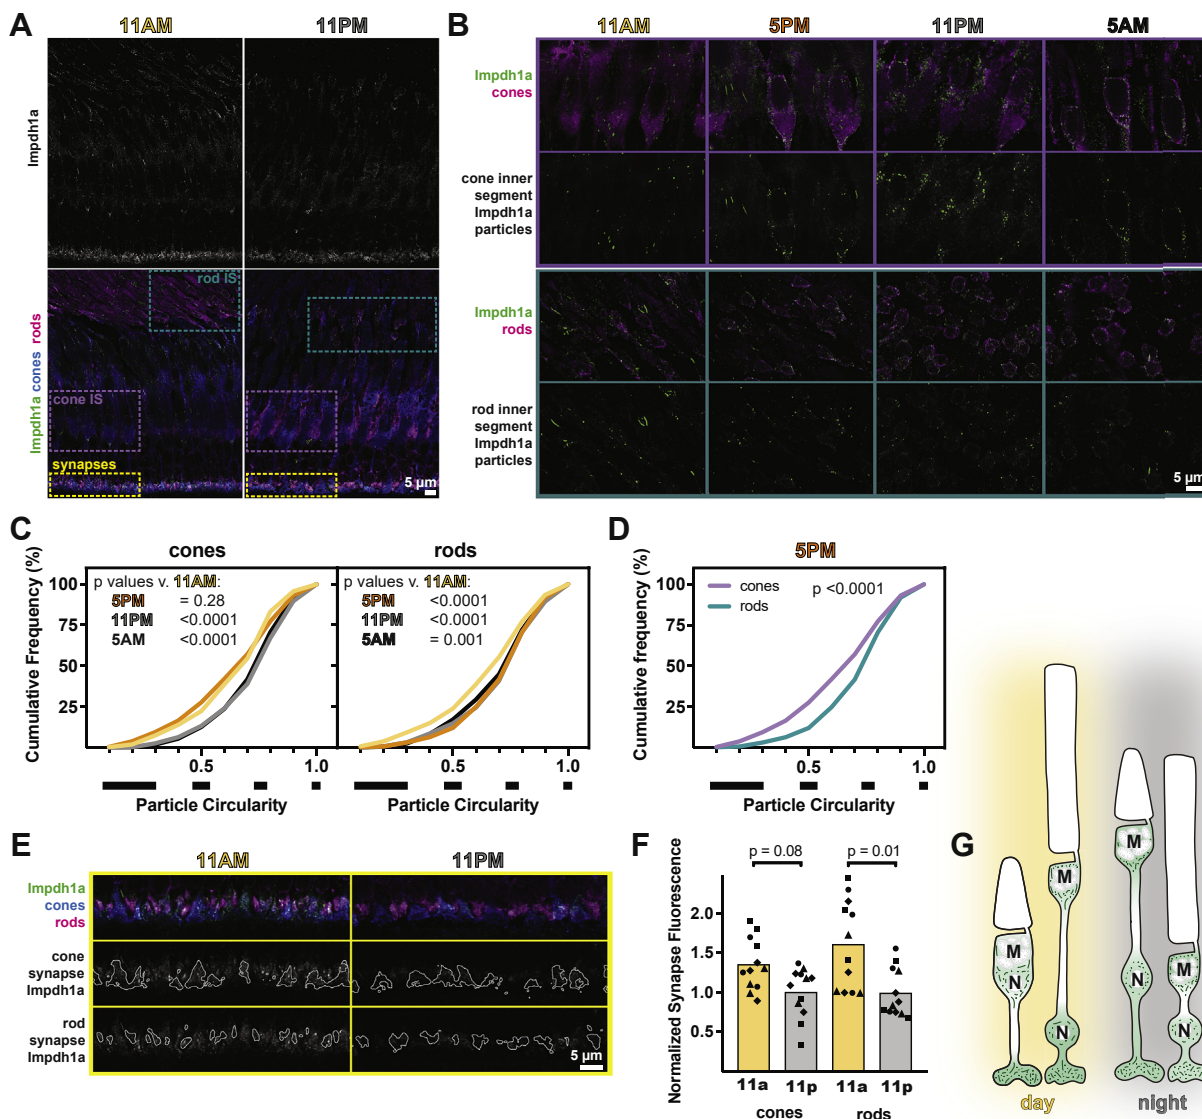 A
11AM
11PM
Impdh1a
Impdh1a cones rods
rod IS
cone IS
synapses
5 µm
B
11AM
5PM
11PM
5AM
Impdh1a
cones
cone inner
segment
Impdh1a
particles
Impdh1a
rods
rod inner
segment
Impdh1a
particles
5 µm
C
cones
rods
Cumulative Frequency (%)
100
75
50
25
p values v. 11AM:
5PM = 0.28
11PM <0.0001
5AM <0.0001
p values v. 11AM:
5PM <0.0001
11PM <0.0001
5AM = 0.001
0.5
1.0
0.5
1.0
Particle Circularity
Particle Circularity
D
5PM
Cumulative frequency (%)
100
75
50
25
cones
rods
p <0.0001
0.5
1.0
Particle Circularity
E
11AM
11PM
Impdh1a
cones
rods
cone
synapse
Impdh1a
rod
synapse
Impdh1a
5 µm
F
Normalized Synapse Fluorescence
p = 0.08
p = 0.01
2.0
1.5
1.0
0.5
11a
11p
11a
11p
cones
rods
G
M
N
M
N
M
N
M
N
day
night